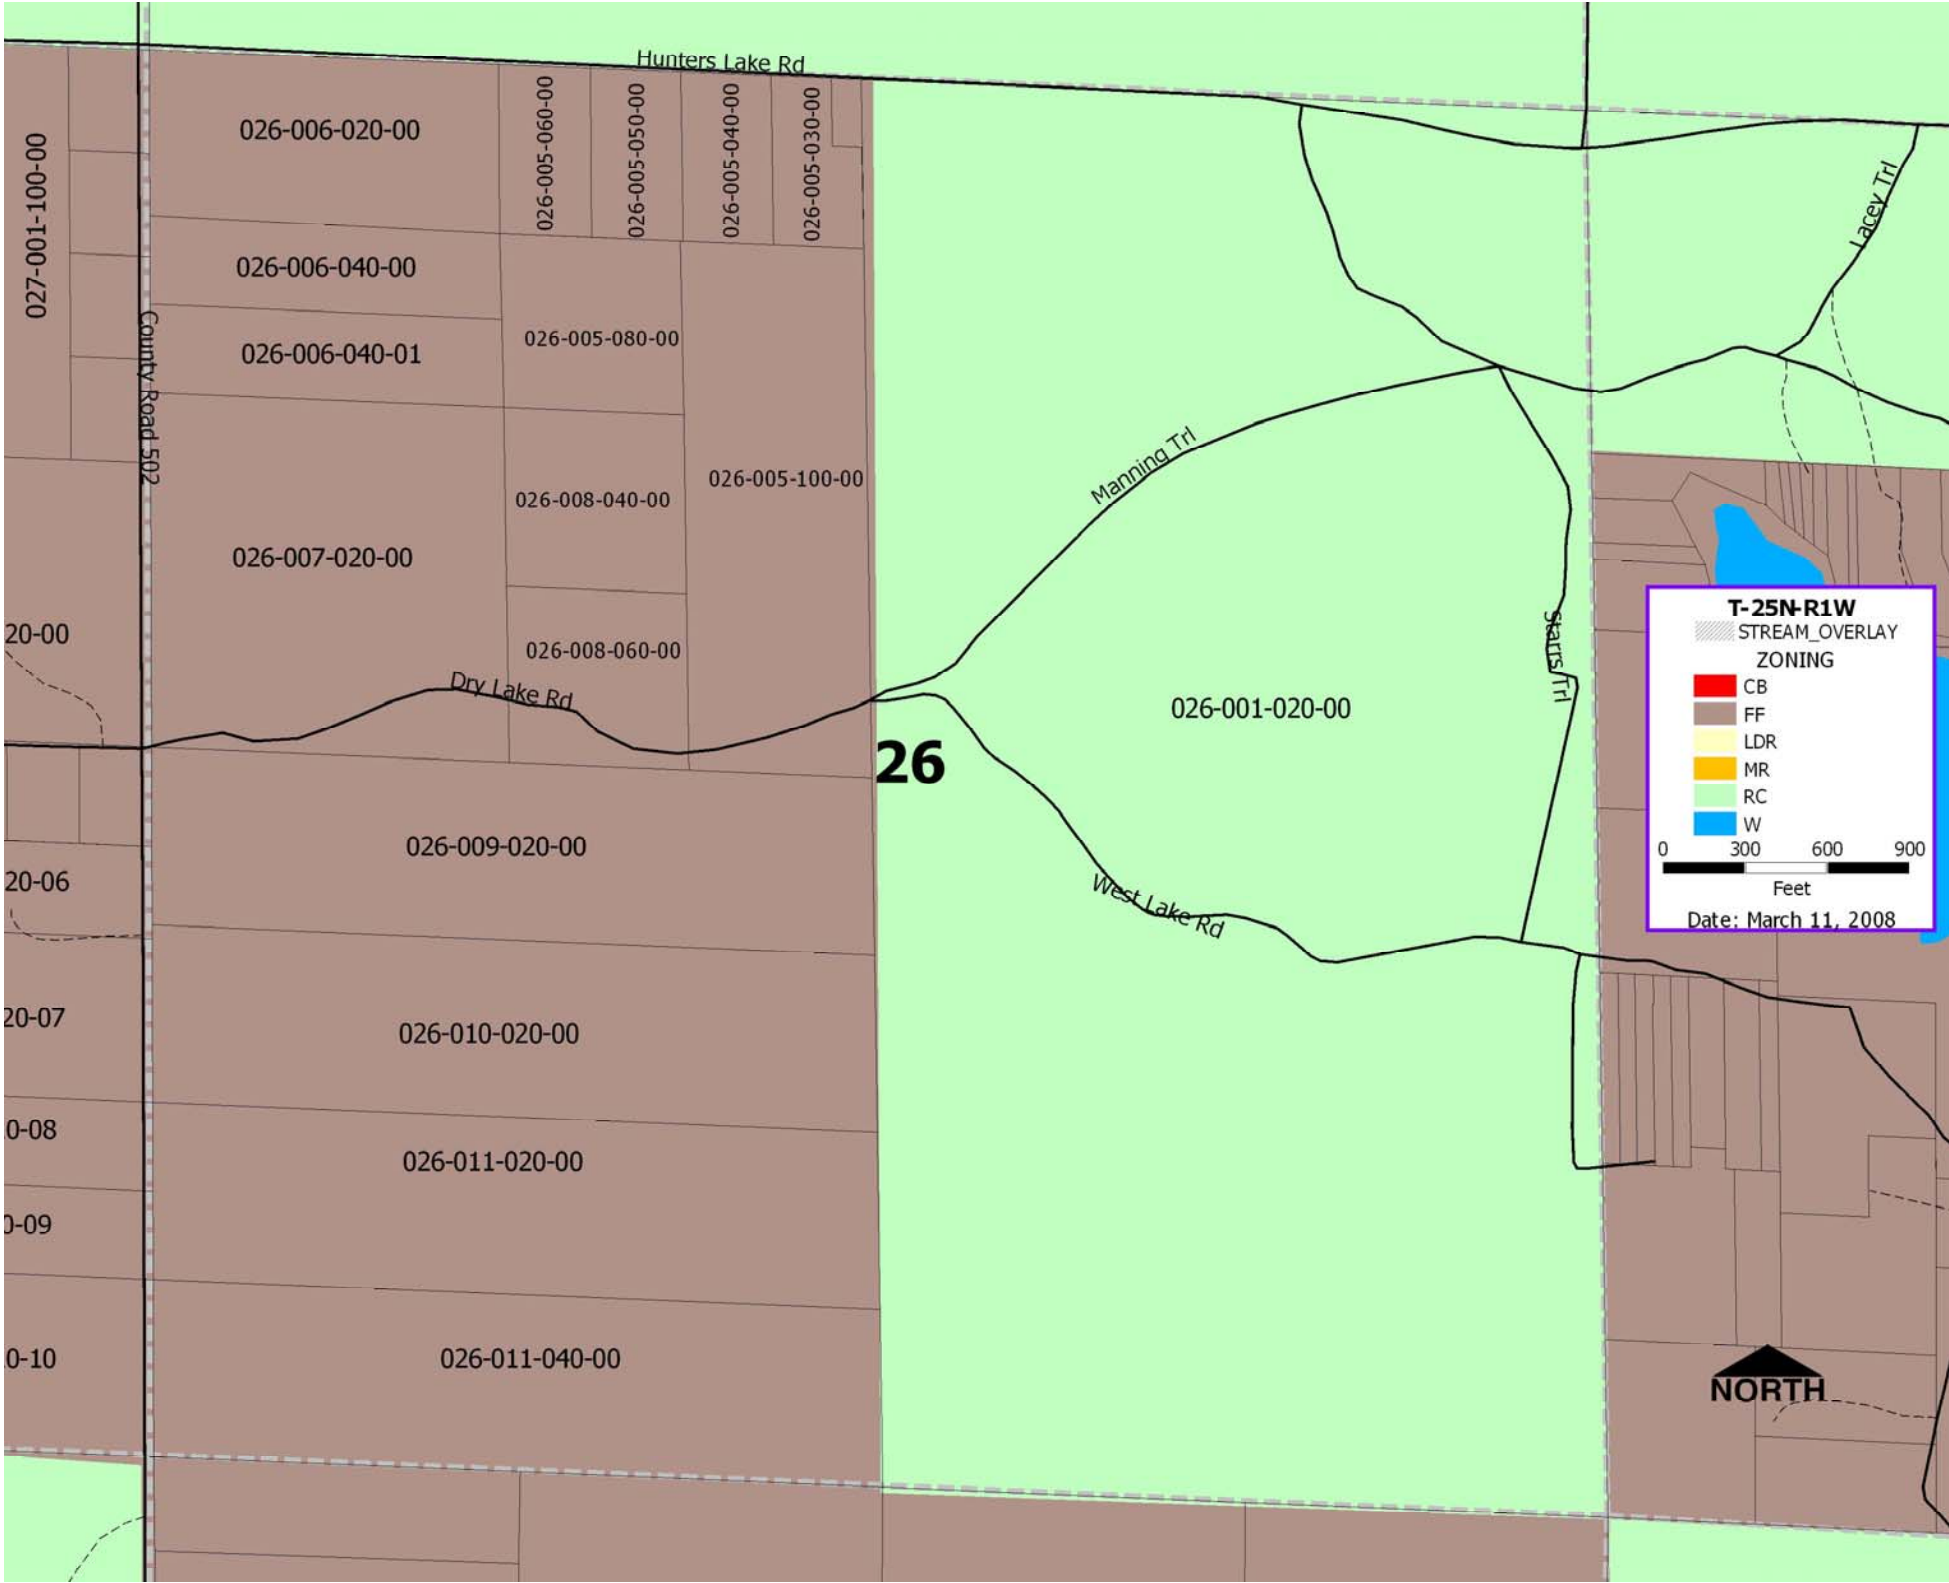 Hunters Lake Rd
026-006-020-00
026-005-060-00
026-005-050-00
026-005-040-00
026-005-030-00
027-001-100-00
Lacey Trl
026-006-040-00
County Road 502
026-005-080-00
026-006-040-01
Manning Trl
026-005-100-00
026-008-040-00
026-007-020-00
20-00
026-008-060-00
Dry Lake Rd
Starrs Trl
026-001-020-00
26
026-009-020-00
20-06
West Lake Rd
20-07
026-010-020-00
0-08
026-011-020-00
0-09
0-10
026-011-040-00
T-25N-R1W
STREAM_OVERLAY
ZONING
CB
FF
LDR
MR
RC
W
0 300 600 900
Feet
Date: March 11, 2008
NORTH